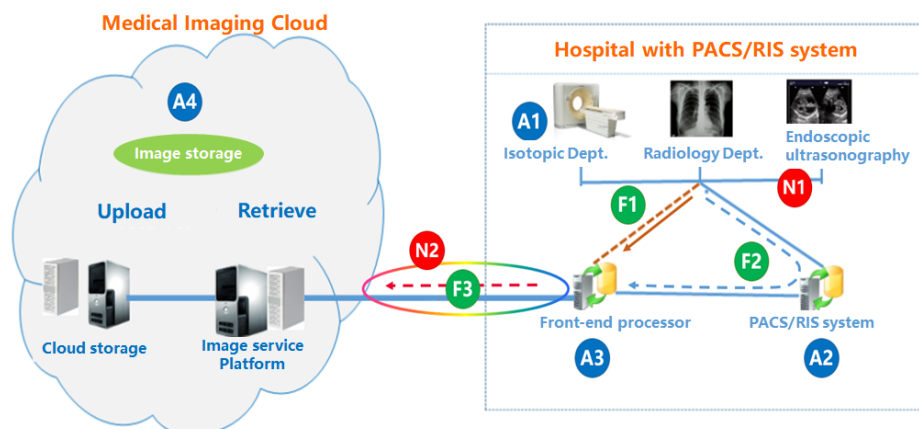 Medical Imaging Cloud
A4
Image storage
Upload
Retrieve
Cloud storage
Image service
Platform
N2
F3
Hospital with PACS/RIS system
A1
Isotopic Dept.
Radiology Dept.
Endoscopic
ultrasonography
N1
F1
F2
Front-end processor
PACS/RIS system
A3
A2